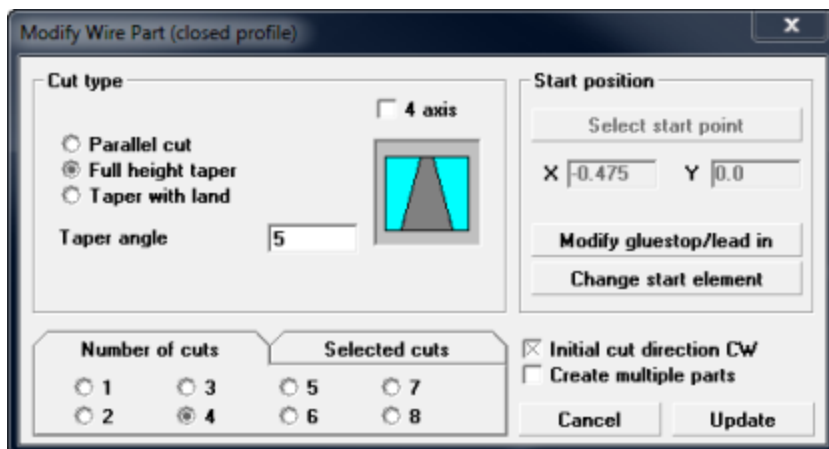 Modify Wire Part (closed profile)
x
Cut type
4 axis
Parallel cut
Full height taper
Taper with land
Taper angle 5
Start position
Select start point
X -0.475 Y 0.0
Modify gluestop/lead in
Change start element
Number of cuts Selected cuts
1 3 5 7
2 4 6 8
Initial cut direction CW
Create multiple parts
Cancel Update